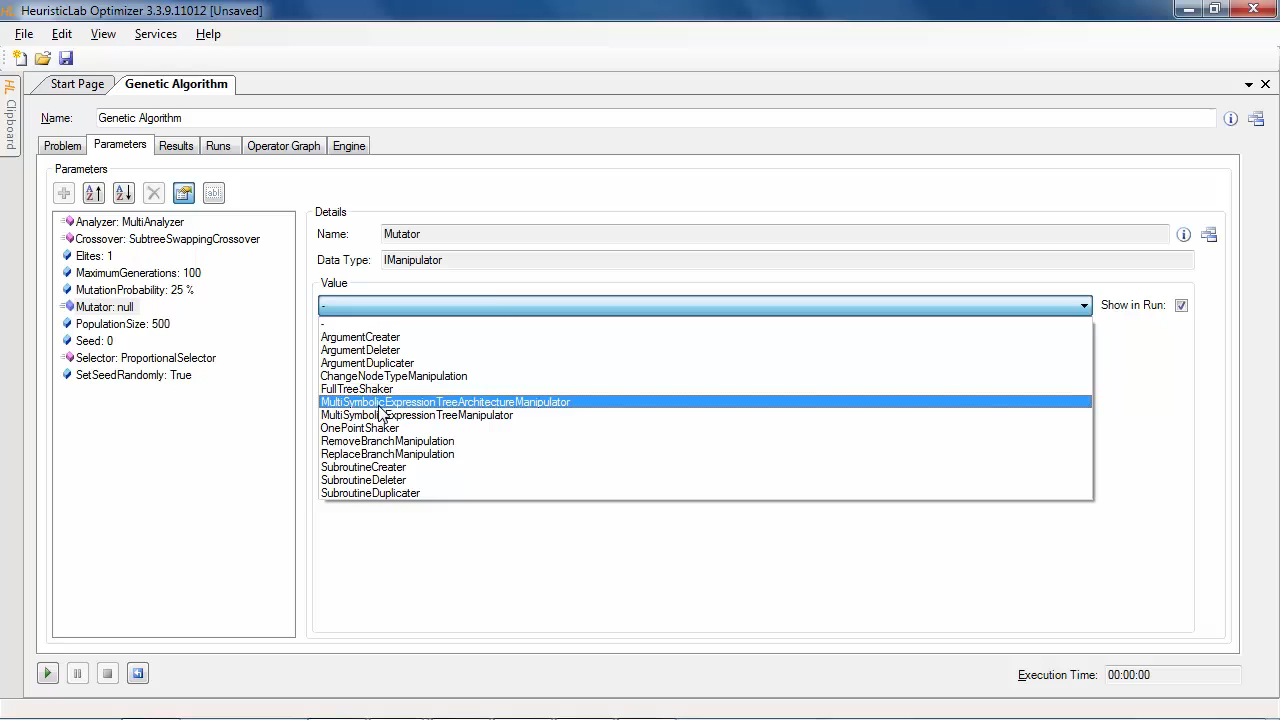 HeuristicLab Optimizer 3.3.9.11012 [Unsaved]
File Edit View Services Help
Start Page Genetic Algorithm
HL Clipboard
Name: Genetic Algorithm
Problem Parameters Results Runs Operator Graph Engine
Parameters
Analyzer: MultiAnalyzer
Crossover: SubtreeSwappingCrossover
Elites: 1
MaximumGenerations: 100
MutationProbability: 25 %
Mutator: null
PopulationSize: 500
Seed: 0
Selector: ProportionalSelector
SetSeedRandomly: True
Details
Name: Mutator
Data Type: IManipulator
Value
- Show in Run:
-
ArgumentCreater
ArgumentDeleter
ArgumentDuplicater
ChangeNodeTypeManipulation
FullTreeShaker
MultiSymbolicExpressionTreeArchitectureManipulator
MultiSymbolicExpressionTreeManipulator
OnePointShaker
RemoveBranchManipulation
ReplaceBranchManipulation
SubroutineCreater
SubroutineDeleter
SubroutineDuplicater
Execution Time: 00:00:00